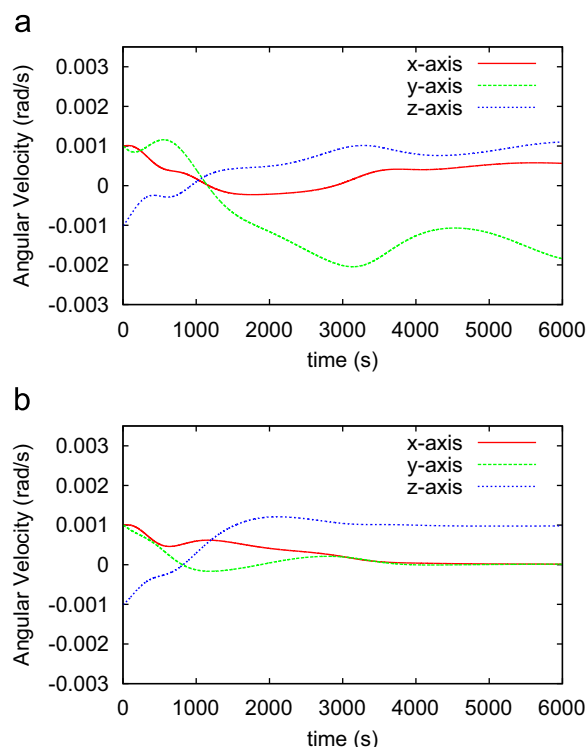 a
Angular Velocity (rad/s)
0.003
0.002
0.001
0
-0.001
-0.002
-0.003
x-axis
y-axis
z-axis
0 1000 2000 3000 4000 5000 6000
time (s)
b
Angular Velocity (rad/s)
0.003
0.002
0.001
0
-0.001
-0.002
-0.003
x-axis
y-axis
z-axis
0 1000 2000 3000 4000 5000 6000
time (s)